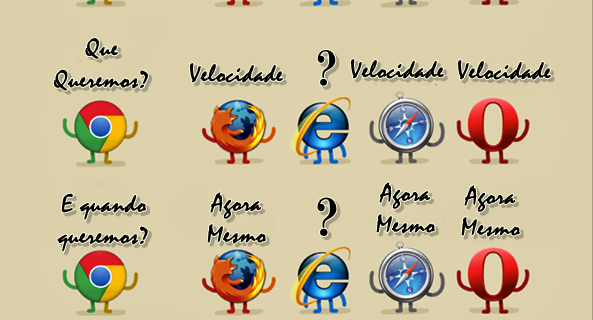 Que
Queremos?
Velocidade
?
Velocidade
Velocidade
E quando
queremos?
Agora
Mesmo
?
Agora
Mesmo
Agora
Mesmo